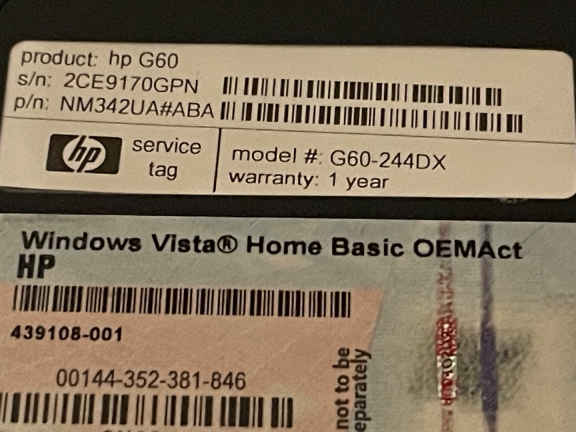 product: hp G60
s/n: 2CE9170GPN
p/n: NM342UA#ABA
hp
service
tag
model #: G60-244DX
warranty: 1 year
Windows Vista® Home Basic OEMAct
HP
439108-001
00144-352-381-846
not to be
eparately